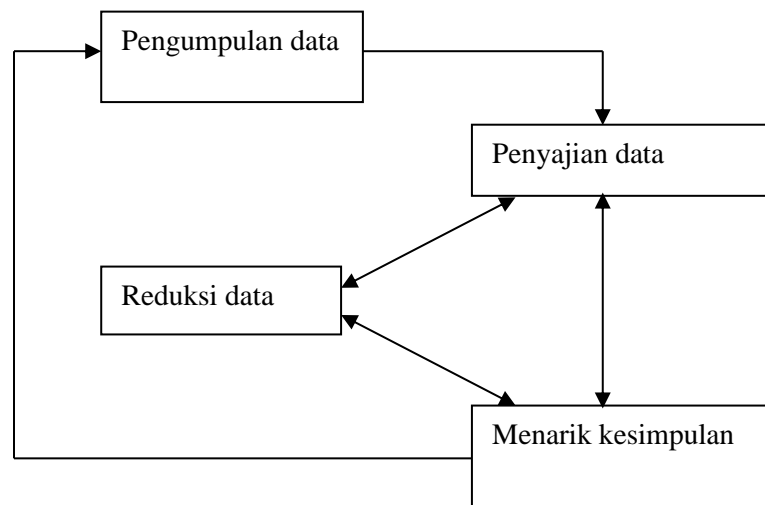 Pengumpulan data
Penyajian data
Reduksi data
Menarik kesimpulan